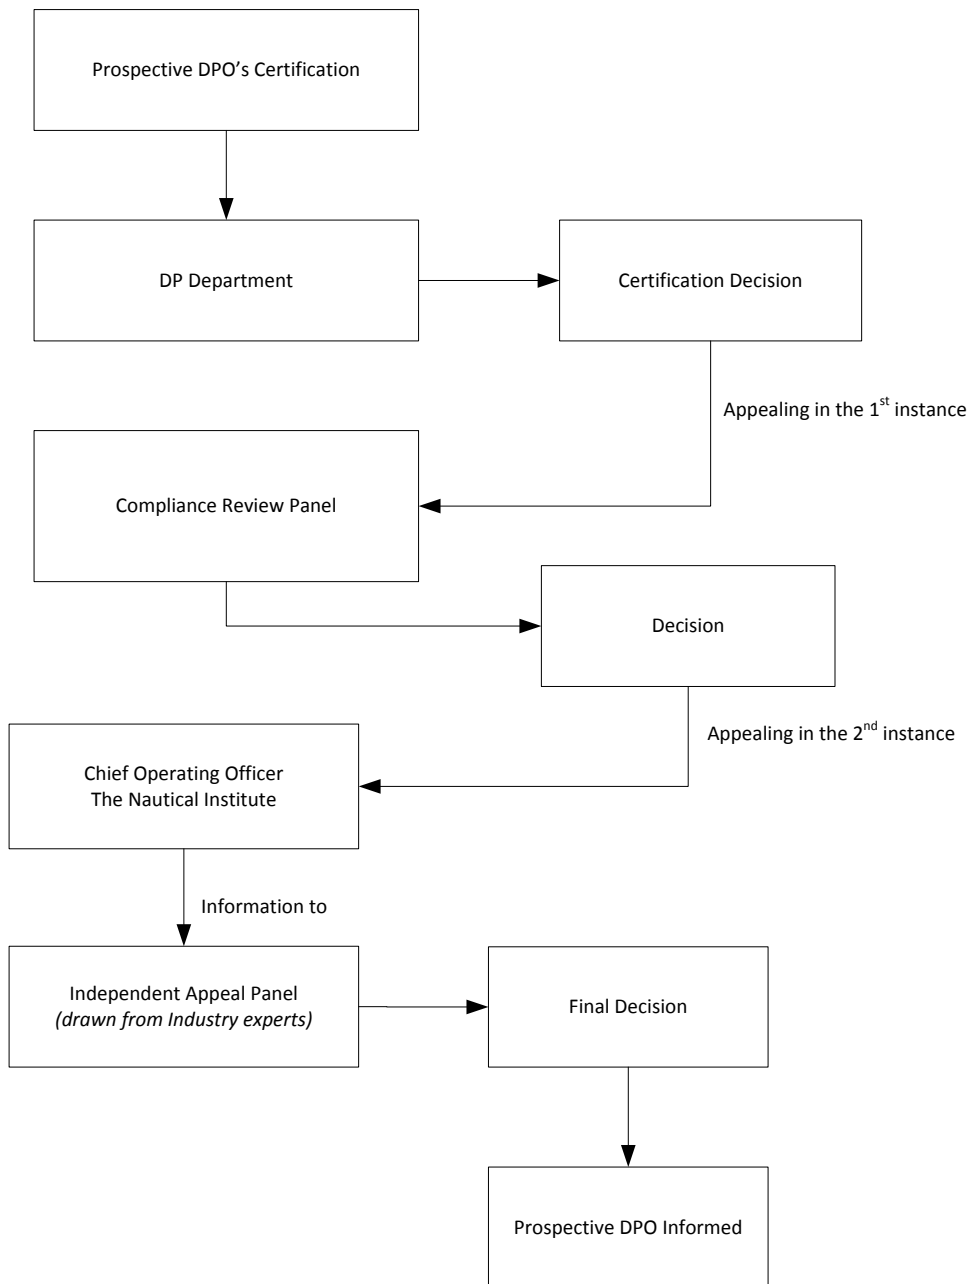 Prospective DPO's Certification
DP Department
Certification Decision
Appealing in the 1st instance
Compliance Review Panel
Decision
Appealing in the 2nd instance
Chief Operating Officer
The Nautical Institute
Information to
Independent Appeal Panel
(drawn from Industry experts)
Final Decision
Prospective DPO Informed